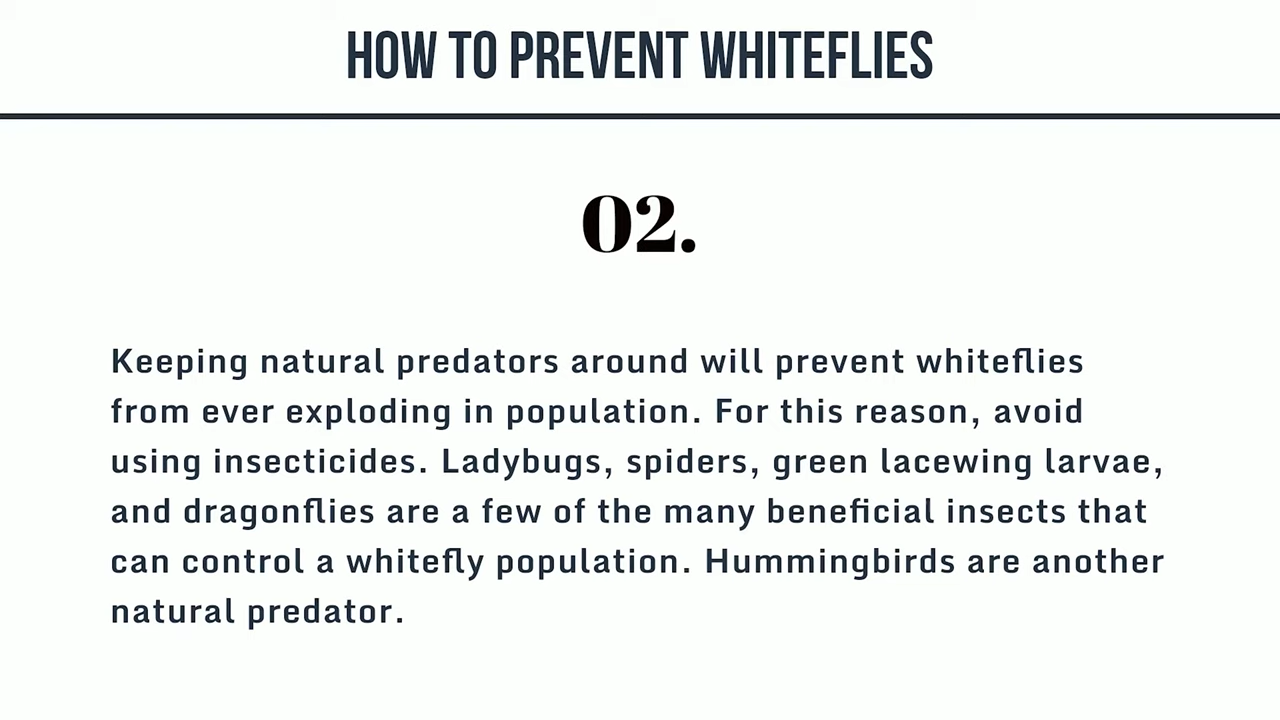 HOW TO PREVENT WHITEFLIES
02.
Keeping natural predators around will prevent whiteflies
from ever exploding in population. For this reason, avoid
using insecticides. Ladybugs, spiders, green lacewing larvae,
and dragonflies are a few of the many beneficial insects that
can control a whitefly population. Hummingbirds are another
natural predator.